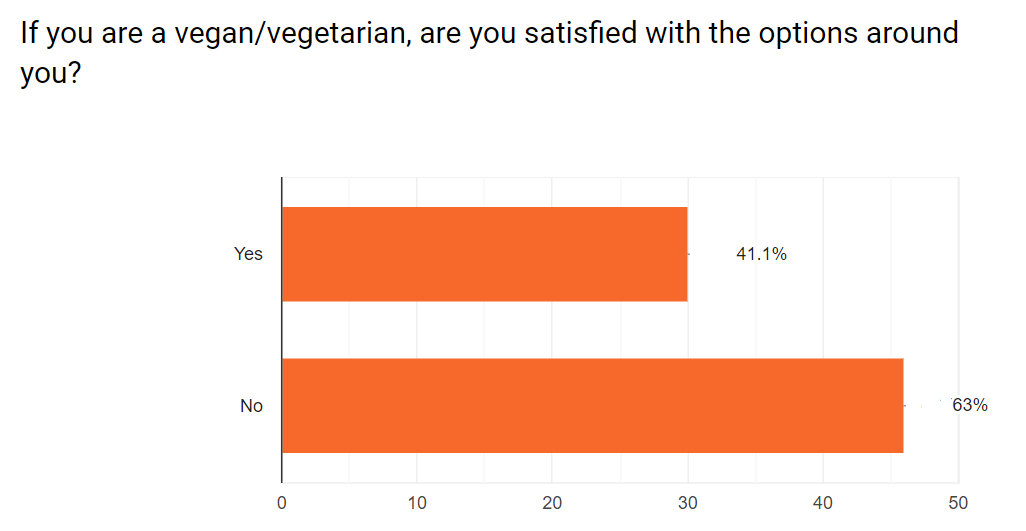 If you are a vegan/vegetarian, are you satisfied with the options around
you?
Yes
41.1%
No
63%
0 10 20 30 40 50